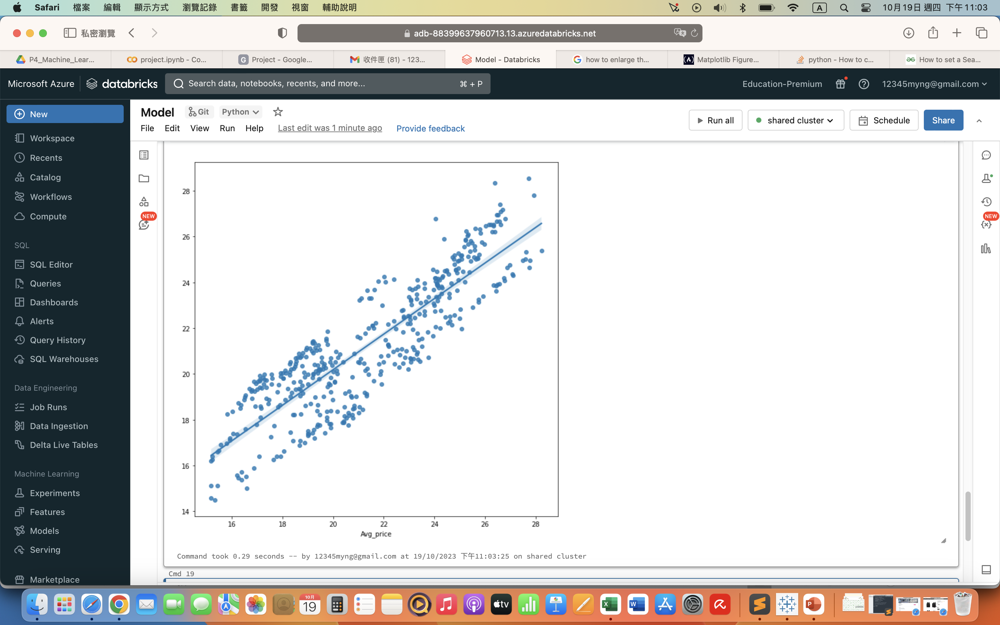 Safari 檔案 編輯 顯示方式 瀏覽記錄 書籤 開發 視窗 輔助說明 A 10月19日 週四 下午11:03
私密瀏覽 adb-88399637960713.13.azuredatabricks.net
P4_Machine_Lear... project.ipynb - Co... G Project - Google... 收件匣 (81) - 123... Model - Databricks how to enlarge th... Matplotlib Figure... python - How to c... How to set a Sea...
Microsoft Azure databricks Search data, notebooks, recents, and more... ⌘ + P Education-Premium 12345myng@gmail.com
New
Workspace
Recents
Catalog
Workflows
Compute
SQL
SQL Editor
Queries
Dashboards
Alerts
Query History
SQL Warehouses
Data Engineering
Job Runs
Data Ingestion
Delta Live Tables
Machine Learning
Experiments
Features
Models
Serving
Marketplace
Model Git Python
File Edit View Run Help Last edit was 1 minute ago Provide feedback
Run all shared cluster Schedule Share
NEW
NEW
28
26
24
22
20
18
16
14
16 18 20 22 24 26 28
Avg_price
Command took 0.29 seconds -- by 12345myng@gmail.com at 19/10/2023 下午11:03:25 on shared cluster
Cmd 19
10月
19
tv
X
W
P